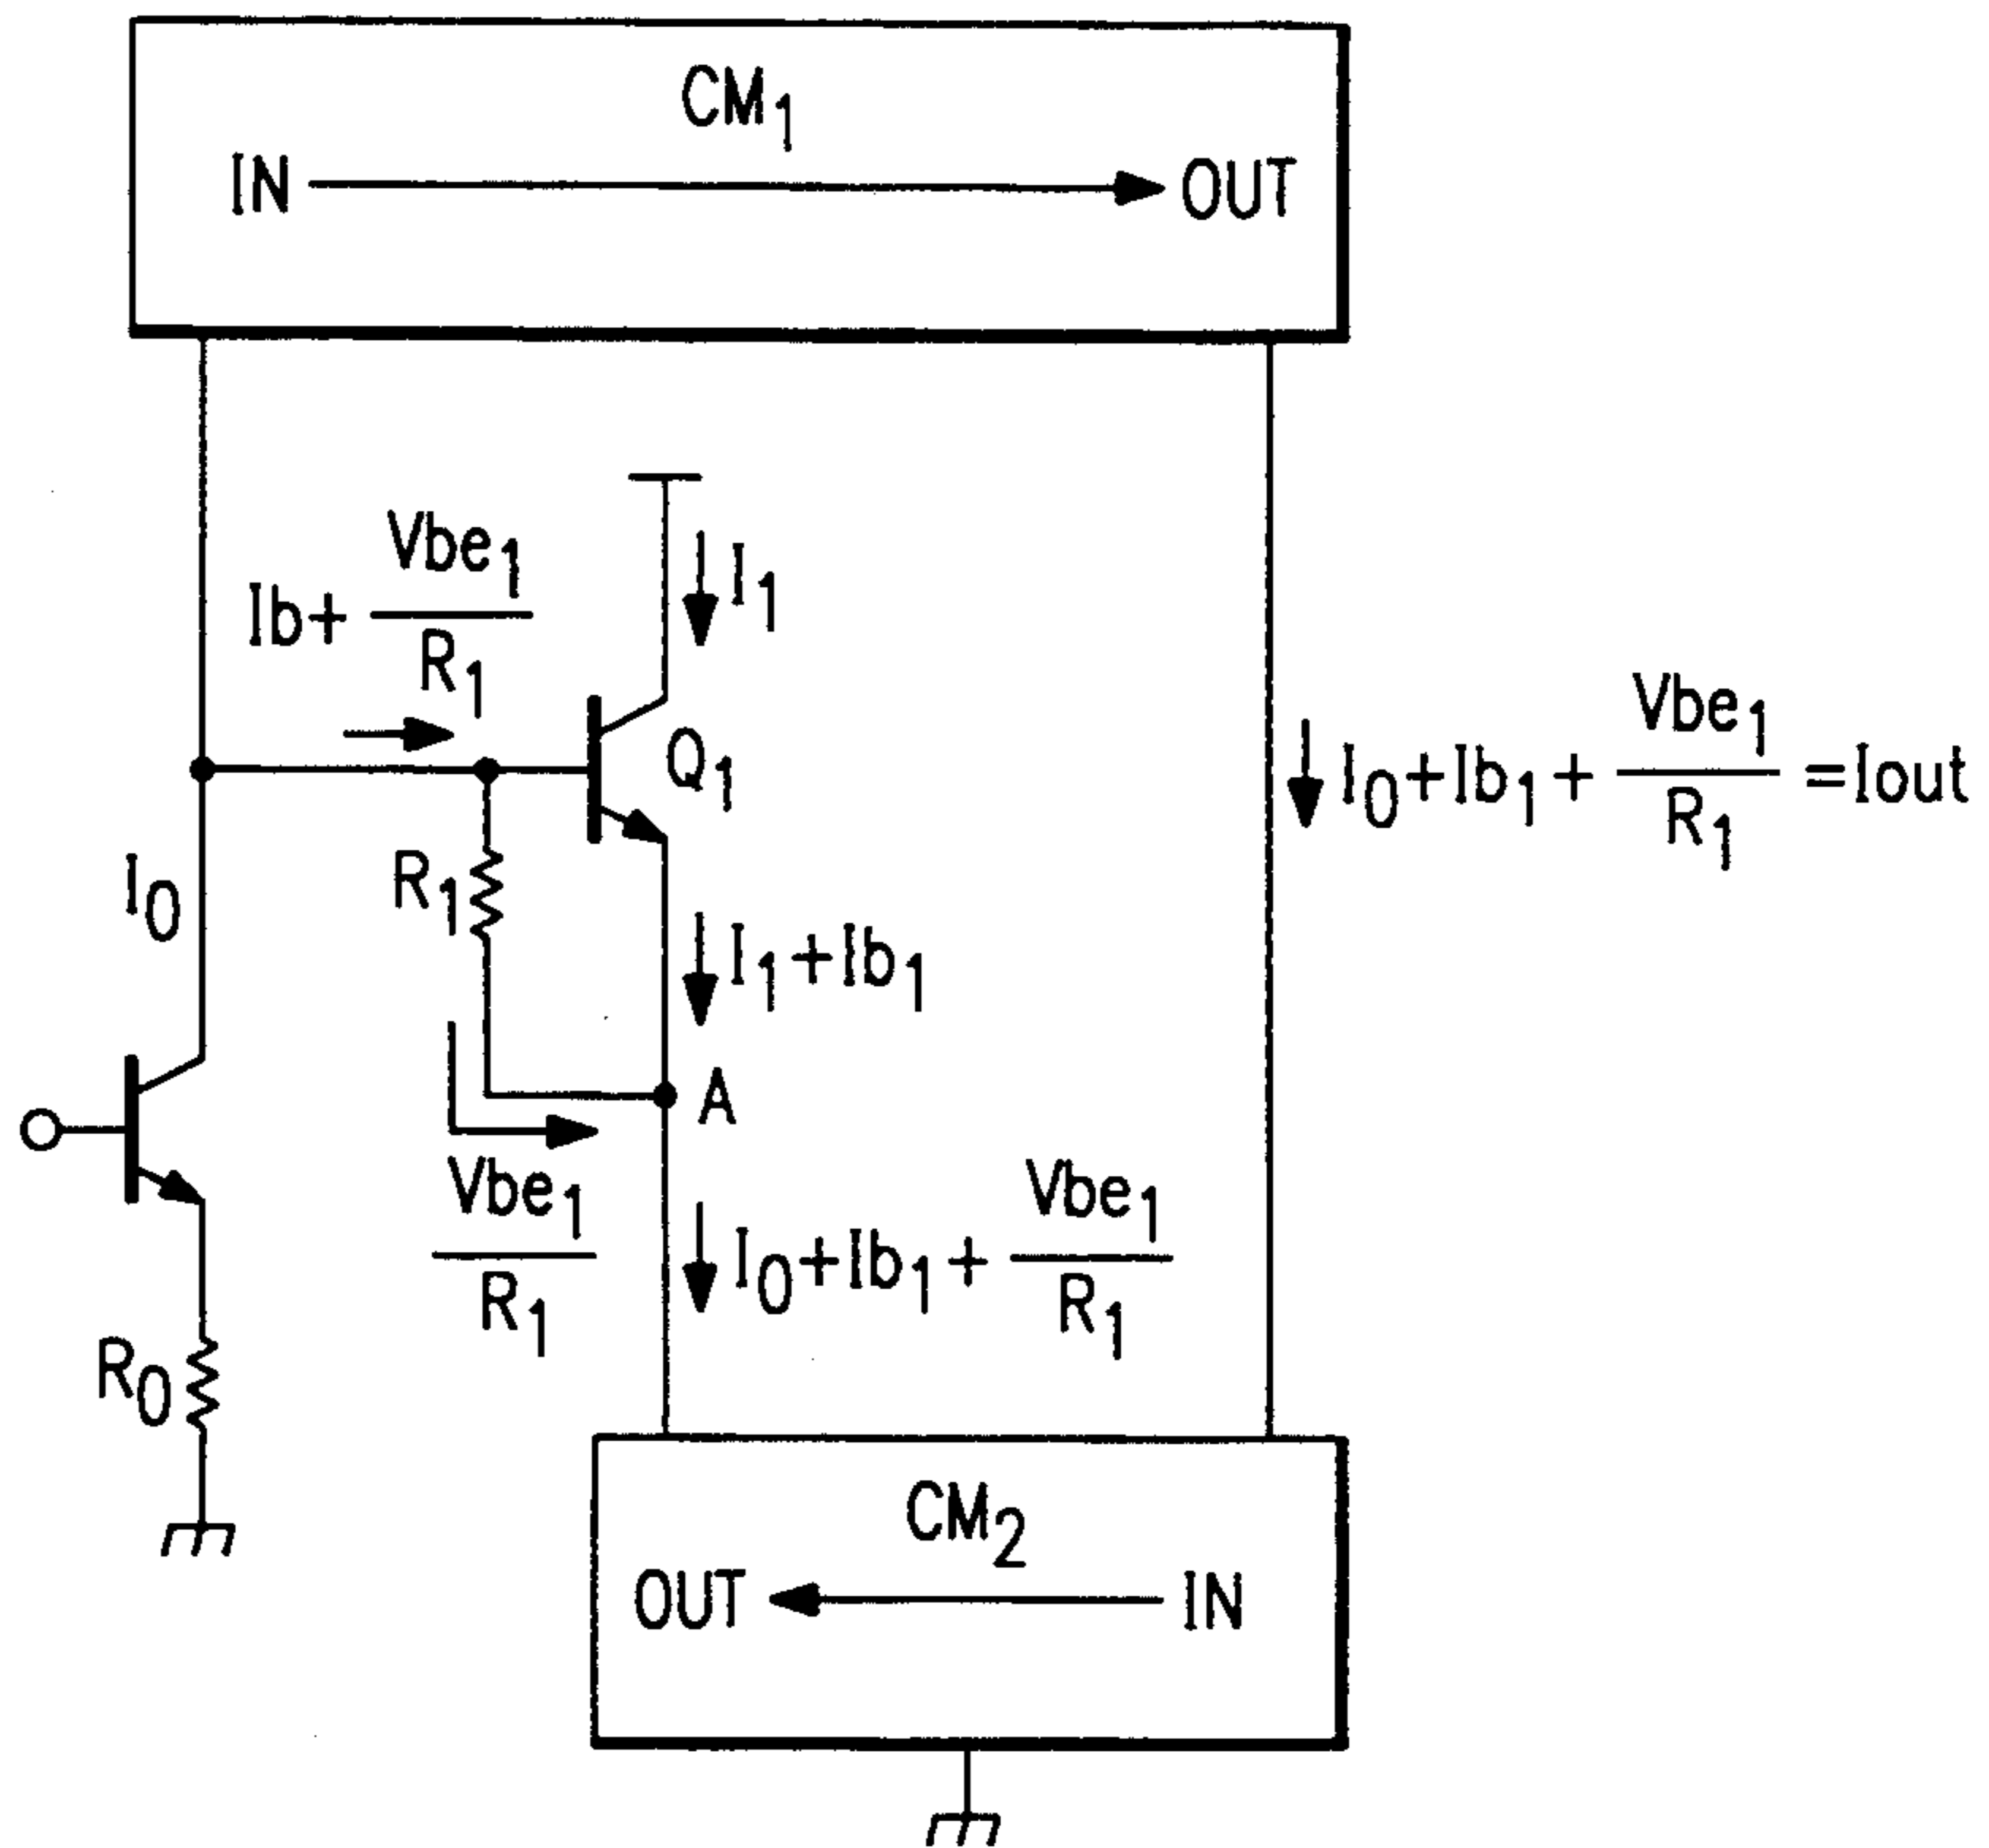 CM₁
IN OUT
I₁
Ib+ Vbe₁/R₁
Q₁
I₀+Ib₁+ Vbe₁/R₁ =Iout
I₀
R₁
I₁+Ib₁
A
Vbe₁/R₁
I₀+Ib₁+ Vbe₁/R₁
R₀
CM₂
OUT IN